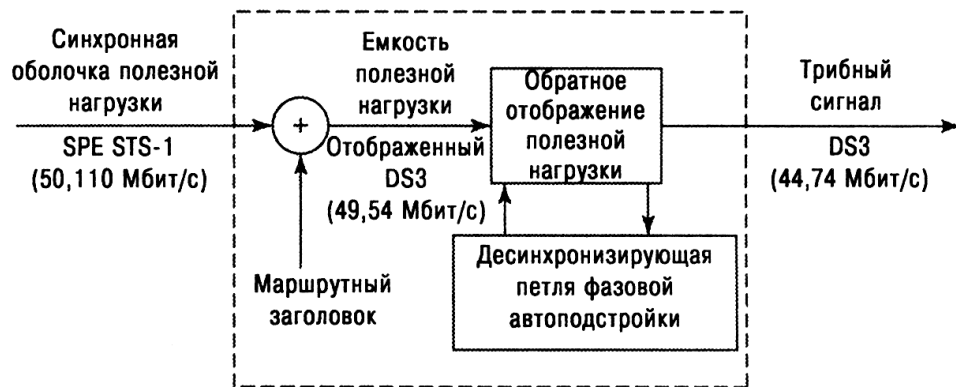 Синхронная
оболочка полезной
нагрузки
SPE STS-1
(50,110 Мбит/с)
+
Маршрутный
заголовок
Емкость
полезной
нагрузки
Отображенный
DS3
(49,54 Мбит/с)
Обратное
отображение
полезной
нагрузки
Десинхронизирующая
петля фазовой
автоподстройки
Трибный
сигнал
DS3
(44,74 Мбит/с)